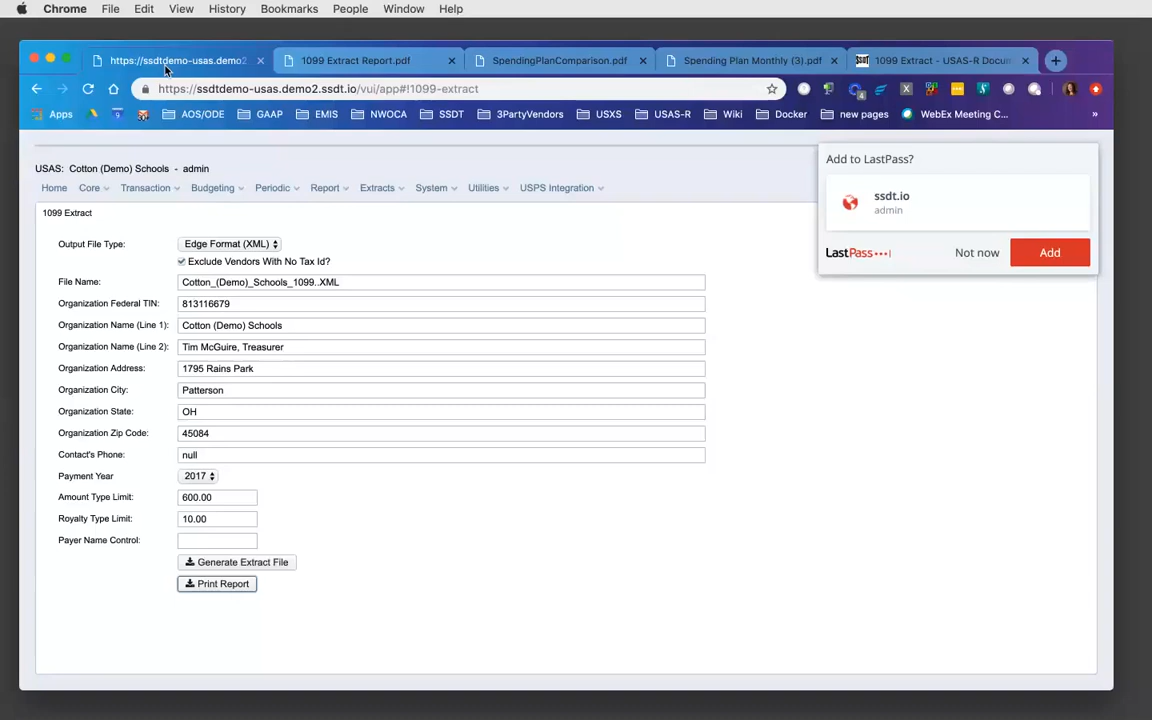 Chrome File Edit View History Bookmarks People Window Help
https://ssdtdemo-usas.demo2 1099 Extract Report.pdf SpendingPlanComparison.pdf Spending Plan Monthly (3).pdf 1099 Extract - USAS-R Docum
https://ssdtdemo-usas.demo2.ssdt.io/vui/app#!1099-extract
Apps AOS/ODE GAAP EMIS NWOCA SSDT 3PartyVendors USXS USAS-R Wiki Docker new pages WebEx Meeting C... »
USAS: Cotton (Demo) Schools - admin
Home Core Transaction Budgeting Periodic Report Extracts System Utilities USPS Integration
Add to LastPass?
ssdt.io
admin
LastPass Not now Add
1099 Extract
Output File Type: Edge Format (XML)
Exclude Vendors With No Tax Id?
File Name: Cotton_(Demo)_Schools_1099..XML
Organization Federal TIN: 813116679
Organization Name (Line 1): Cotton (Demo) Schools
Organization Name (Line 2): Tim McGuire, Treasurer
Organization Address: 1795 Rains Park
Organization City: Patterson
Organization State: OH
Organization Zip Code: 45084
Contact's Phone: null
Payment Year 2017
Amount Type Limit: 600.00
Royalty Type Limit: 10.00
Payer Name Control:
Generate Extract File
Print Report